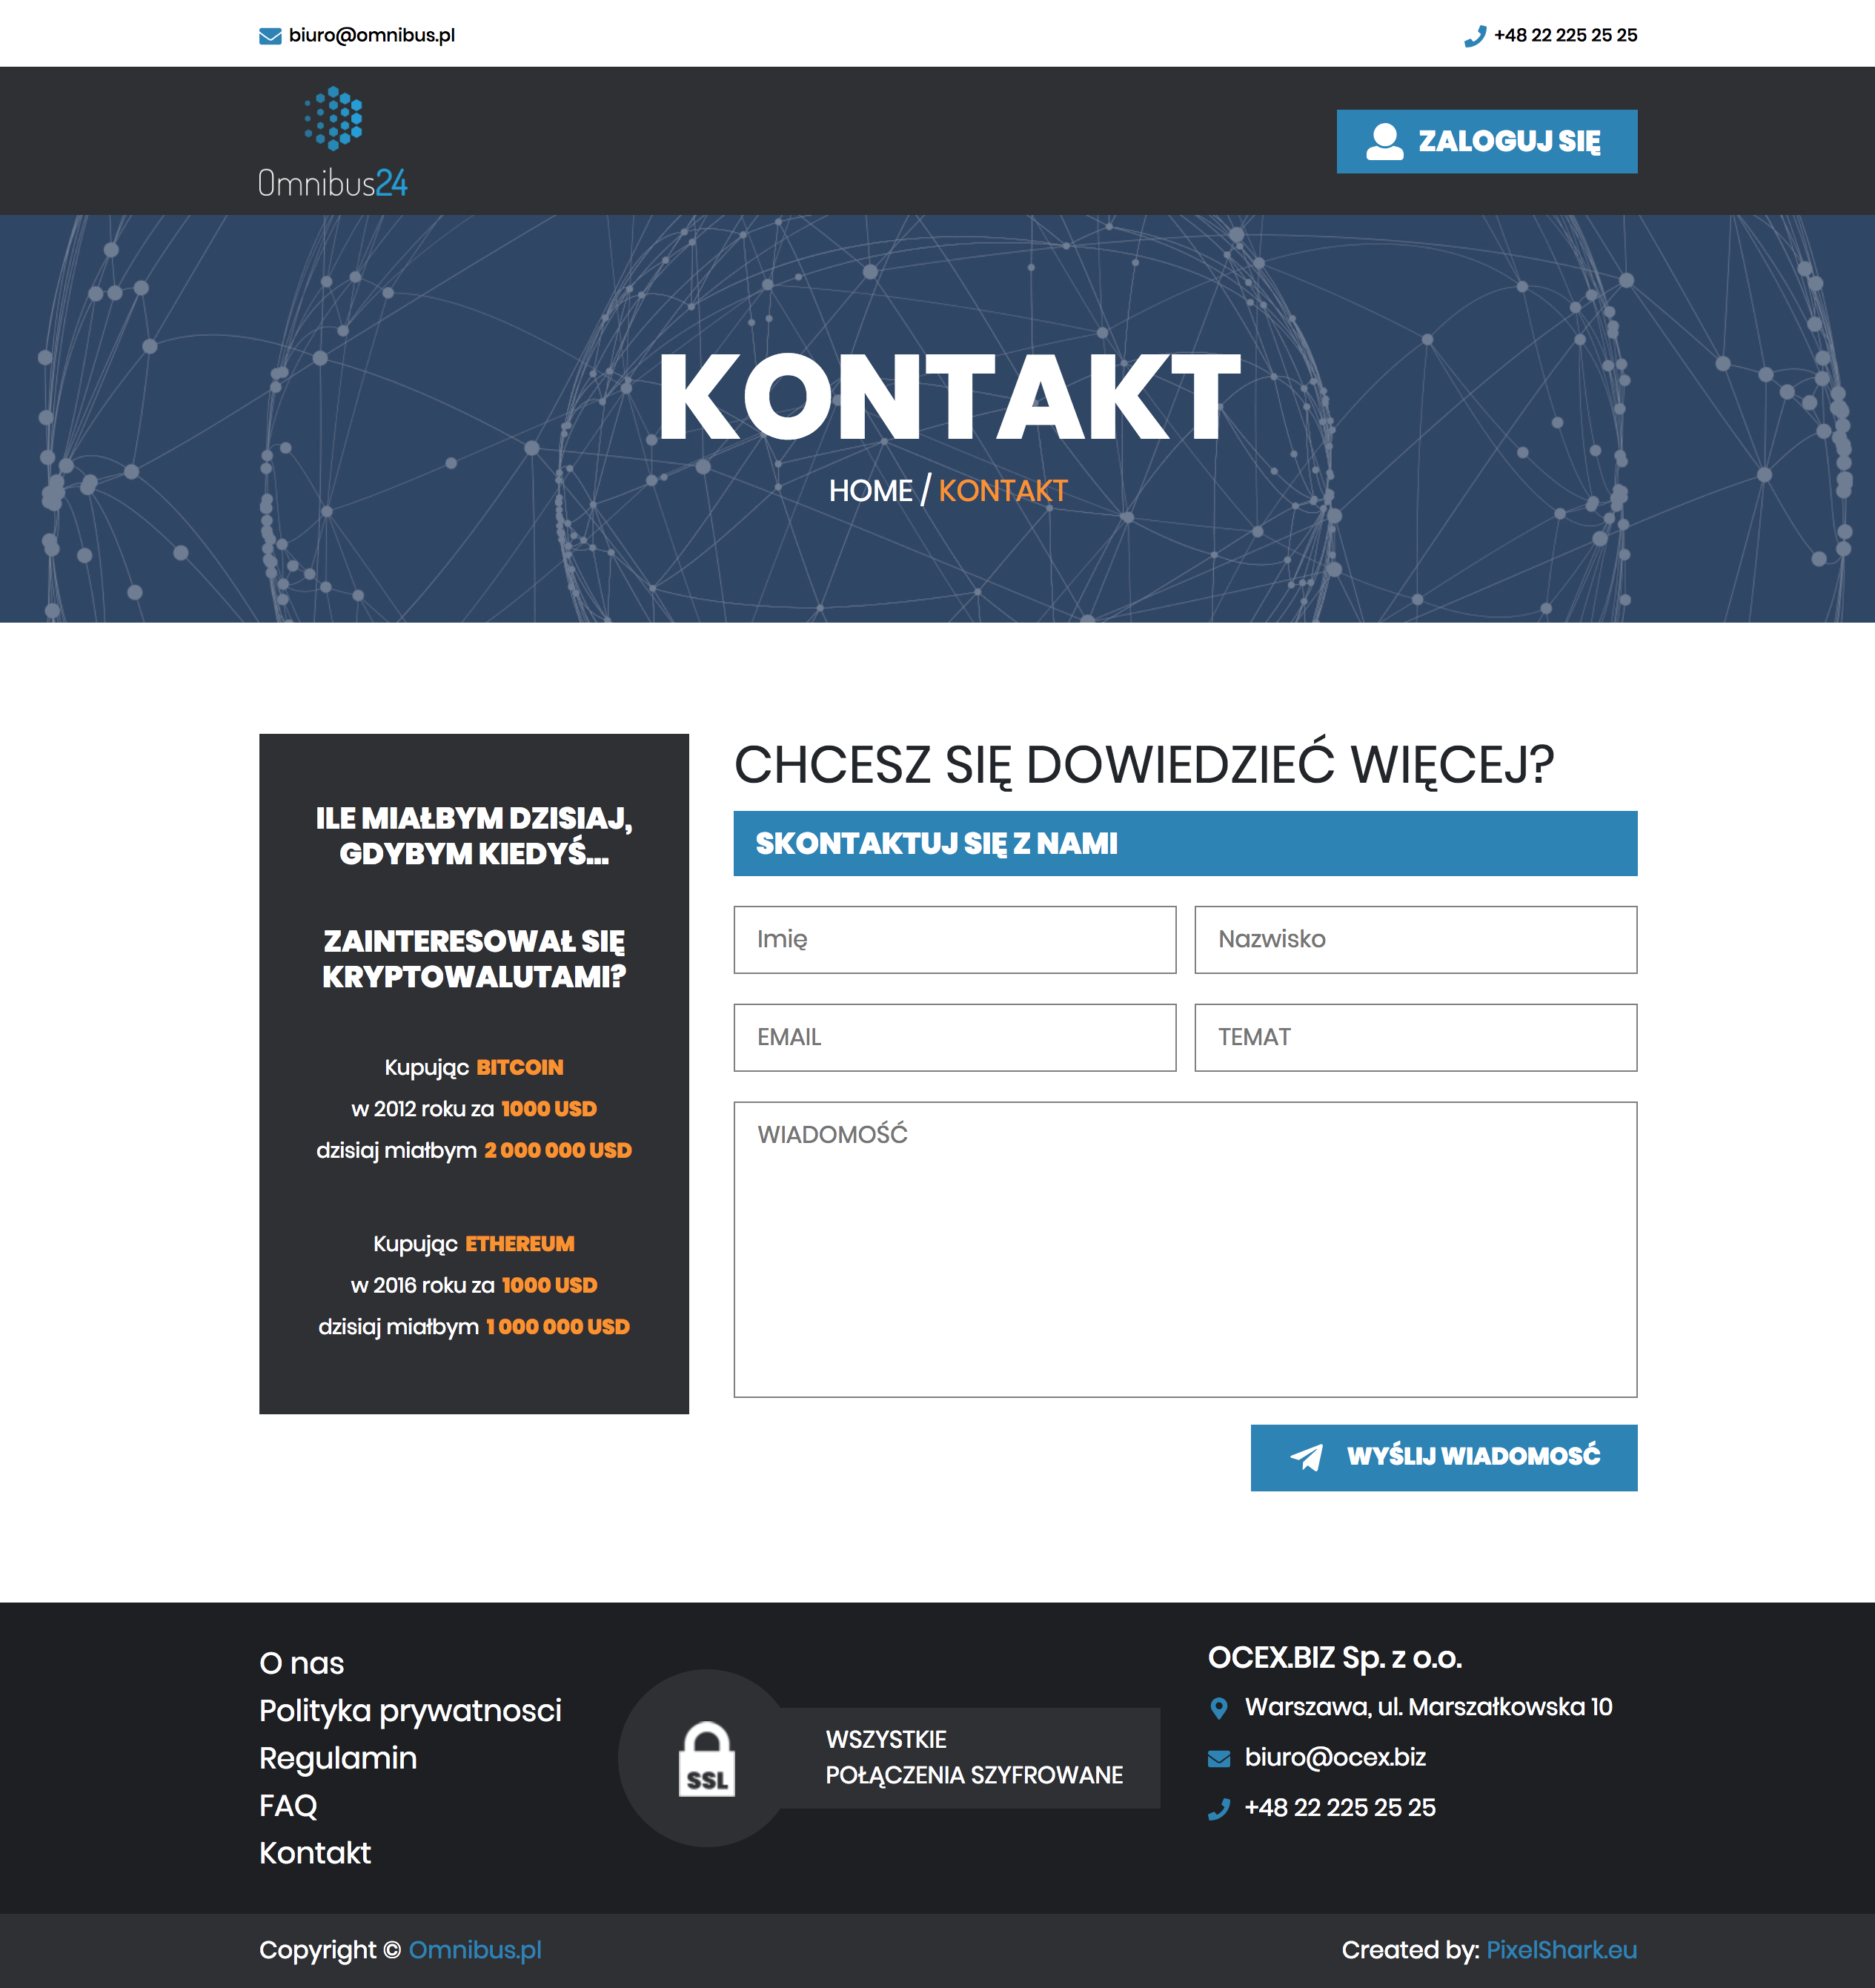 biuro@omnibus.pl
+48 22 225 25 25
Omnibus24
ZALOGUJ SIĘ
KONTAKT
HOME / KONTAKT
ILE MIAŁBYM DZISIAJ,
GDYBYM KIEDYŚ...
ZAINTERESOWAŁ SIĘ
KRYPTOWALUTAMI?
Kupując BITCOIN
w 2012 roku za 1000 USD
dzisiaj miałbym 2 000 000 USD
Kupując ETHEREUM
w 2016 roku za 1000 USD
dzisiaj miałbym 1 000 000 USD
CHCESZ SIĘ DOWIEDZIEĆ WIĘCEJ?
SKONTAKTUJ SIĘ Z NAMI
Imię
Nazwisko
EMAIL
TEMAT
WIADOMOŚĆ
WYŚLIJ WIADOMOSĆ
O nas
Polityka prywatnosci
Regulamin
FAQ
Kontakt
SSL
WSZYSTKIE
POŁĄCZENIA SZYFROWANE
OCEX.BIZ Sp. z o.o.
Warszawa, ul. Marszałkowska 10
biuro@ocex.biz
+48 22 225 25 25
Copyright © Omnibus.pl
Created by: PixelShark.eu